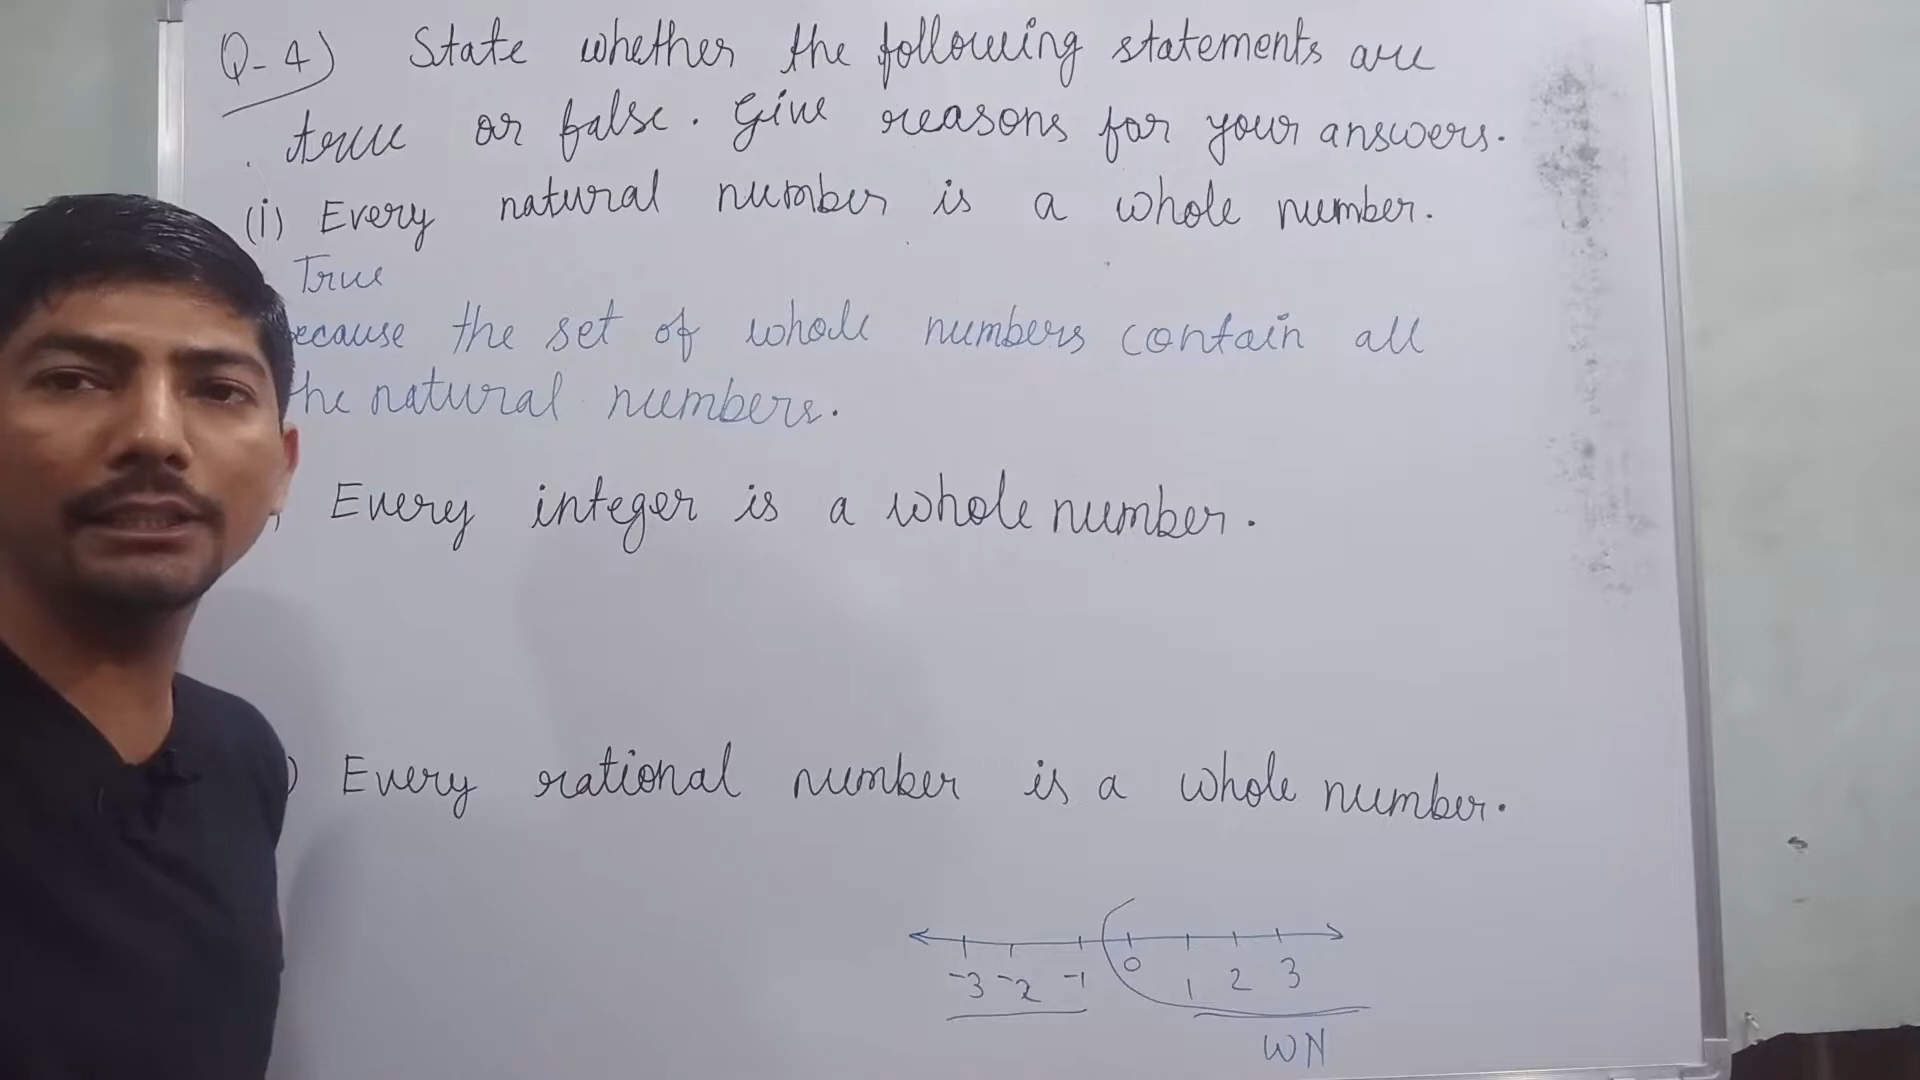 Q-4) State whether the following statements are
true or false. Give reasons for your answers.
(i) Every natural number is a whole number.
True
ecause the set of whole numbers contain all
he natural numbers.
) Every integer is a whole number.
) Every rational number is a whole number.
-3 -2 -1 0 1 2 3
WN